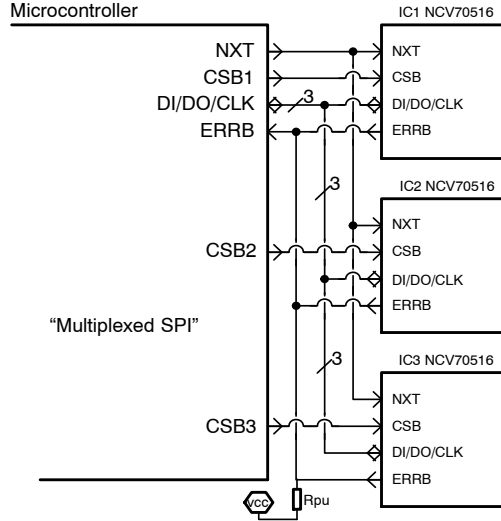 Microcontroller
IC1 NCV70516
NXT
NXT
CSB1
CSB
DI/DO/CLK
3
DI/DO/CLK
ERRB
ERRB
IC2 NCV70516
3
NXT
CSB2
CSB
DI/DO/CLK
ERRB
“Multiplexed SPI”
IC3 NCV70516
3
NXT
CSB3
CSB
DI/DO/CLK
ERRB
VCC
Rpu